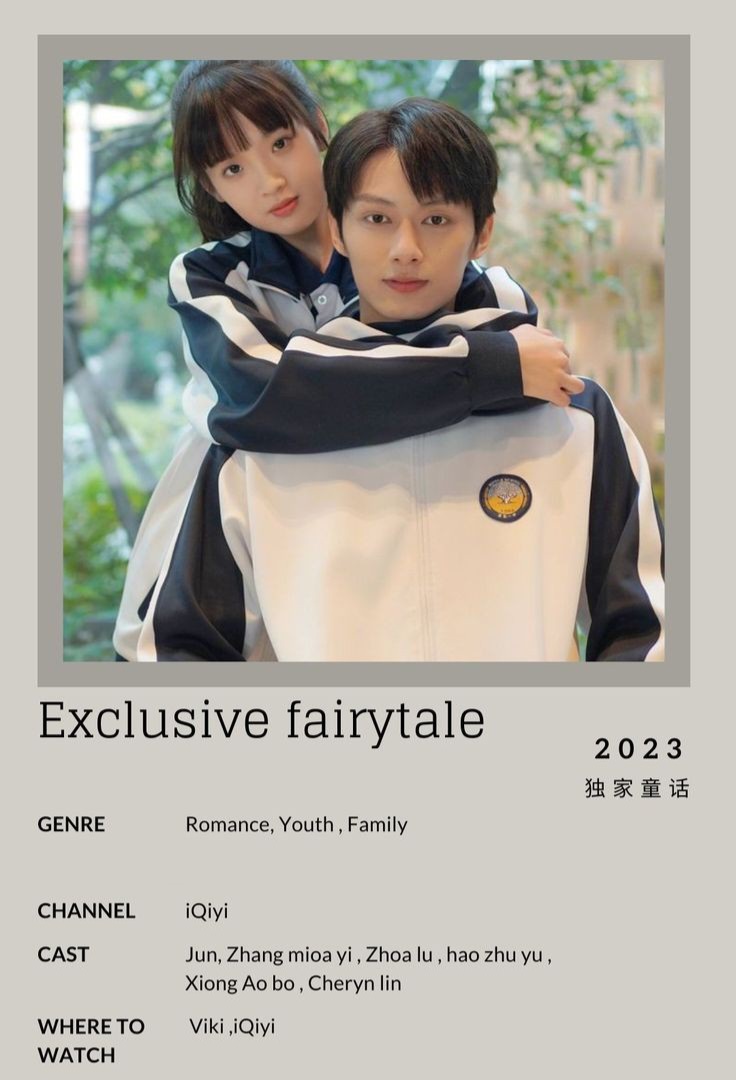 Exclusive fairytale
2023
独家童话
GENRE Romance, Youth , Family
CHANNEL iQiyi
CAST Jun, Zhang mioa yi , Zhoa lu , hao zhu yu ,
Xiong Ao bo , Cheryn lin
WHERE TO Viki ,iQiyi
WATCH